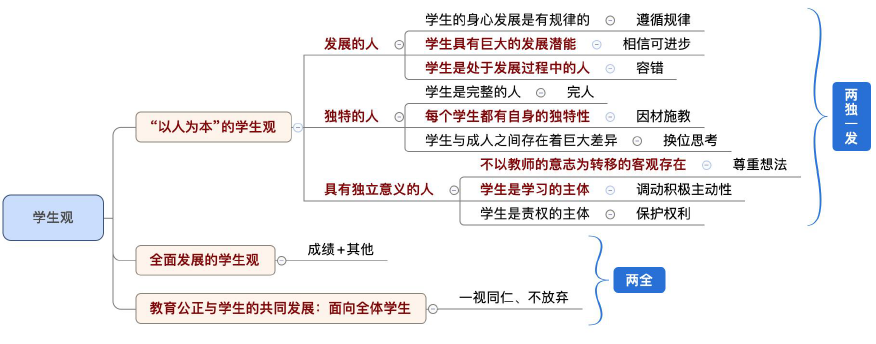 学生的身心发展是有规律的 遵循规律
发展的人 学生具有巨大的发展潜能 相信可进步
学生是处于发展过程中的人 容错
学生是完整的人 完人
“以人为本”的学生观 独特的人 每个学生都有自身的独特性 因材施教
学生与成人之间存在着巨大差异 换位思考
不以教师的意志为转移的客观存在 尊重想法
具有独立意义的人 学生是学习的主体 调动积极主动性
学生是责权的主体 保护权利
两独一发
学生观
全面发展的学生观 成绩+其他
教育公正与学生的共同发展：面向全体学生 一视同仁、不放弃
两全